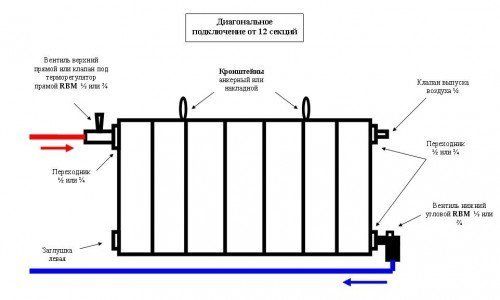 Диагональное
подключение от 12 секций
Вентиль верхний
прямой или клапан под
терморегулятор
прямой RBM ½ или ¾
Кронштейны
анкерный или
накладной
Клапан выпуска
воздуха ½
Переходник
½ или ¾
Переходник
½ или ¾
Вентиль нижний
угловой RBM ½ или
¾
Заглушка
левая